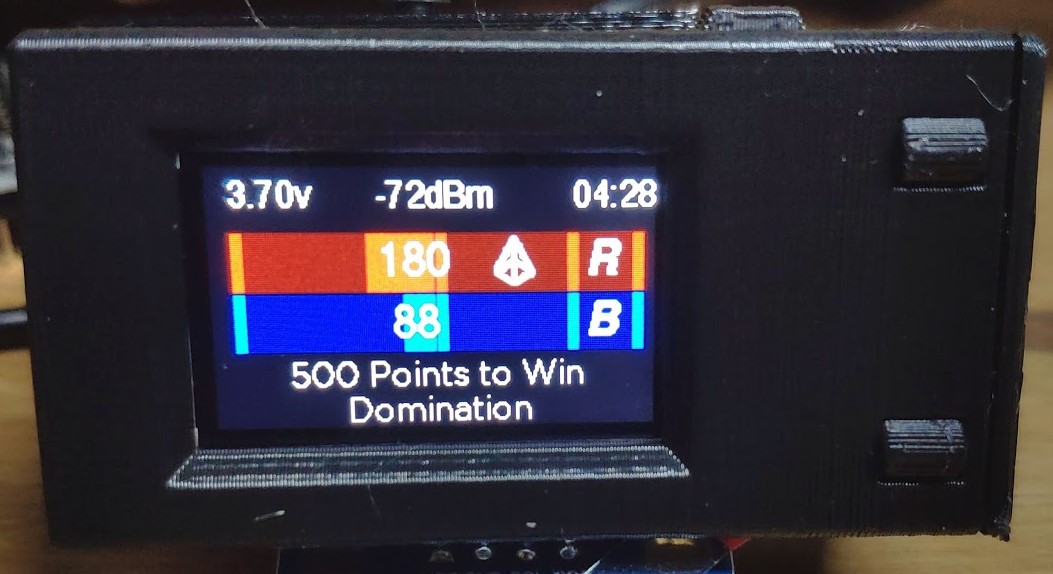 3.70v -72dBm 04:28
180 R
88 B
500 Points to Win
Domination